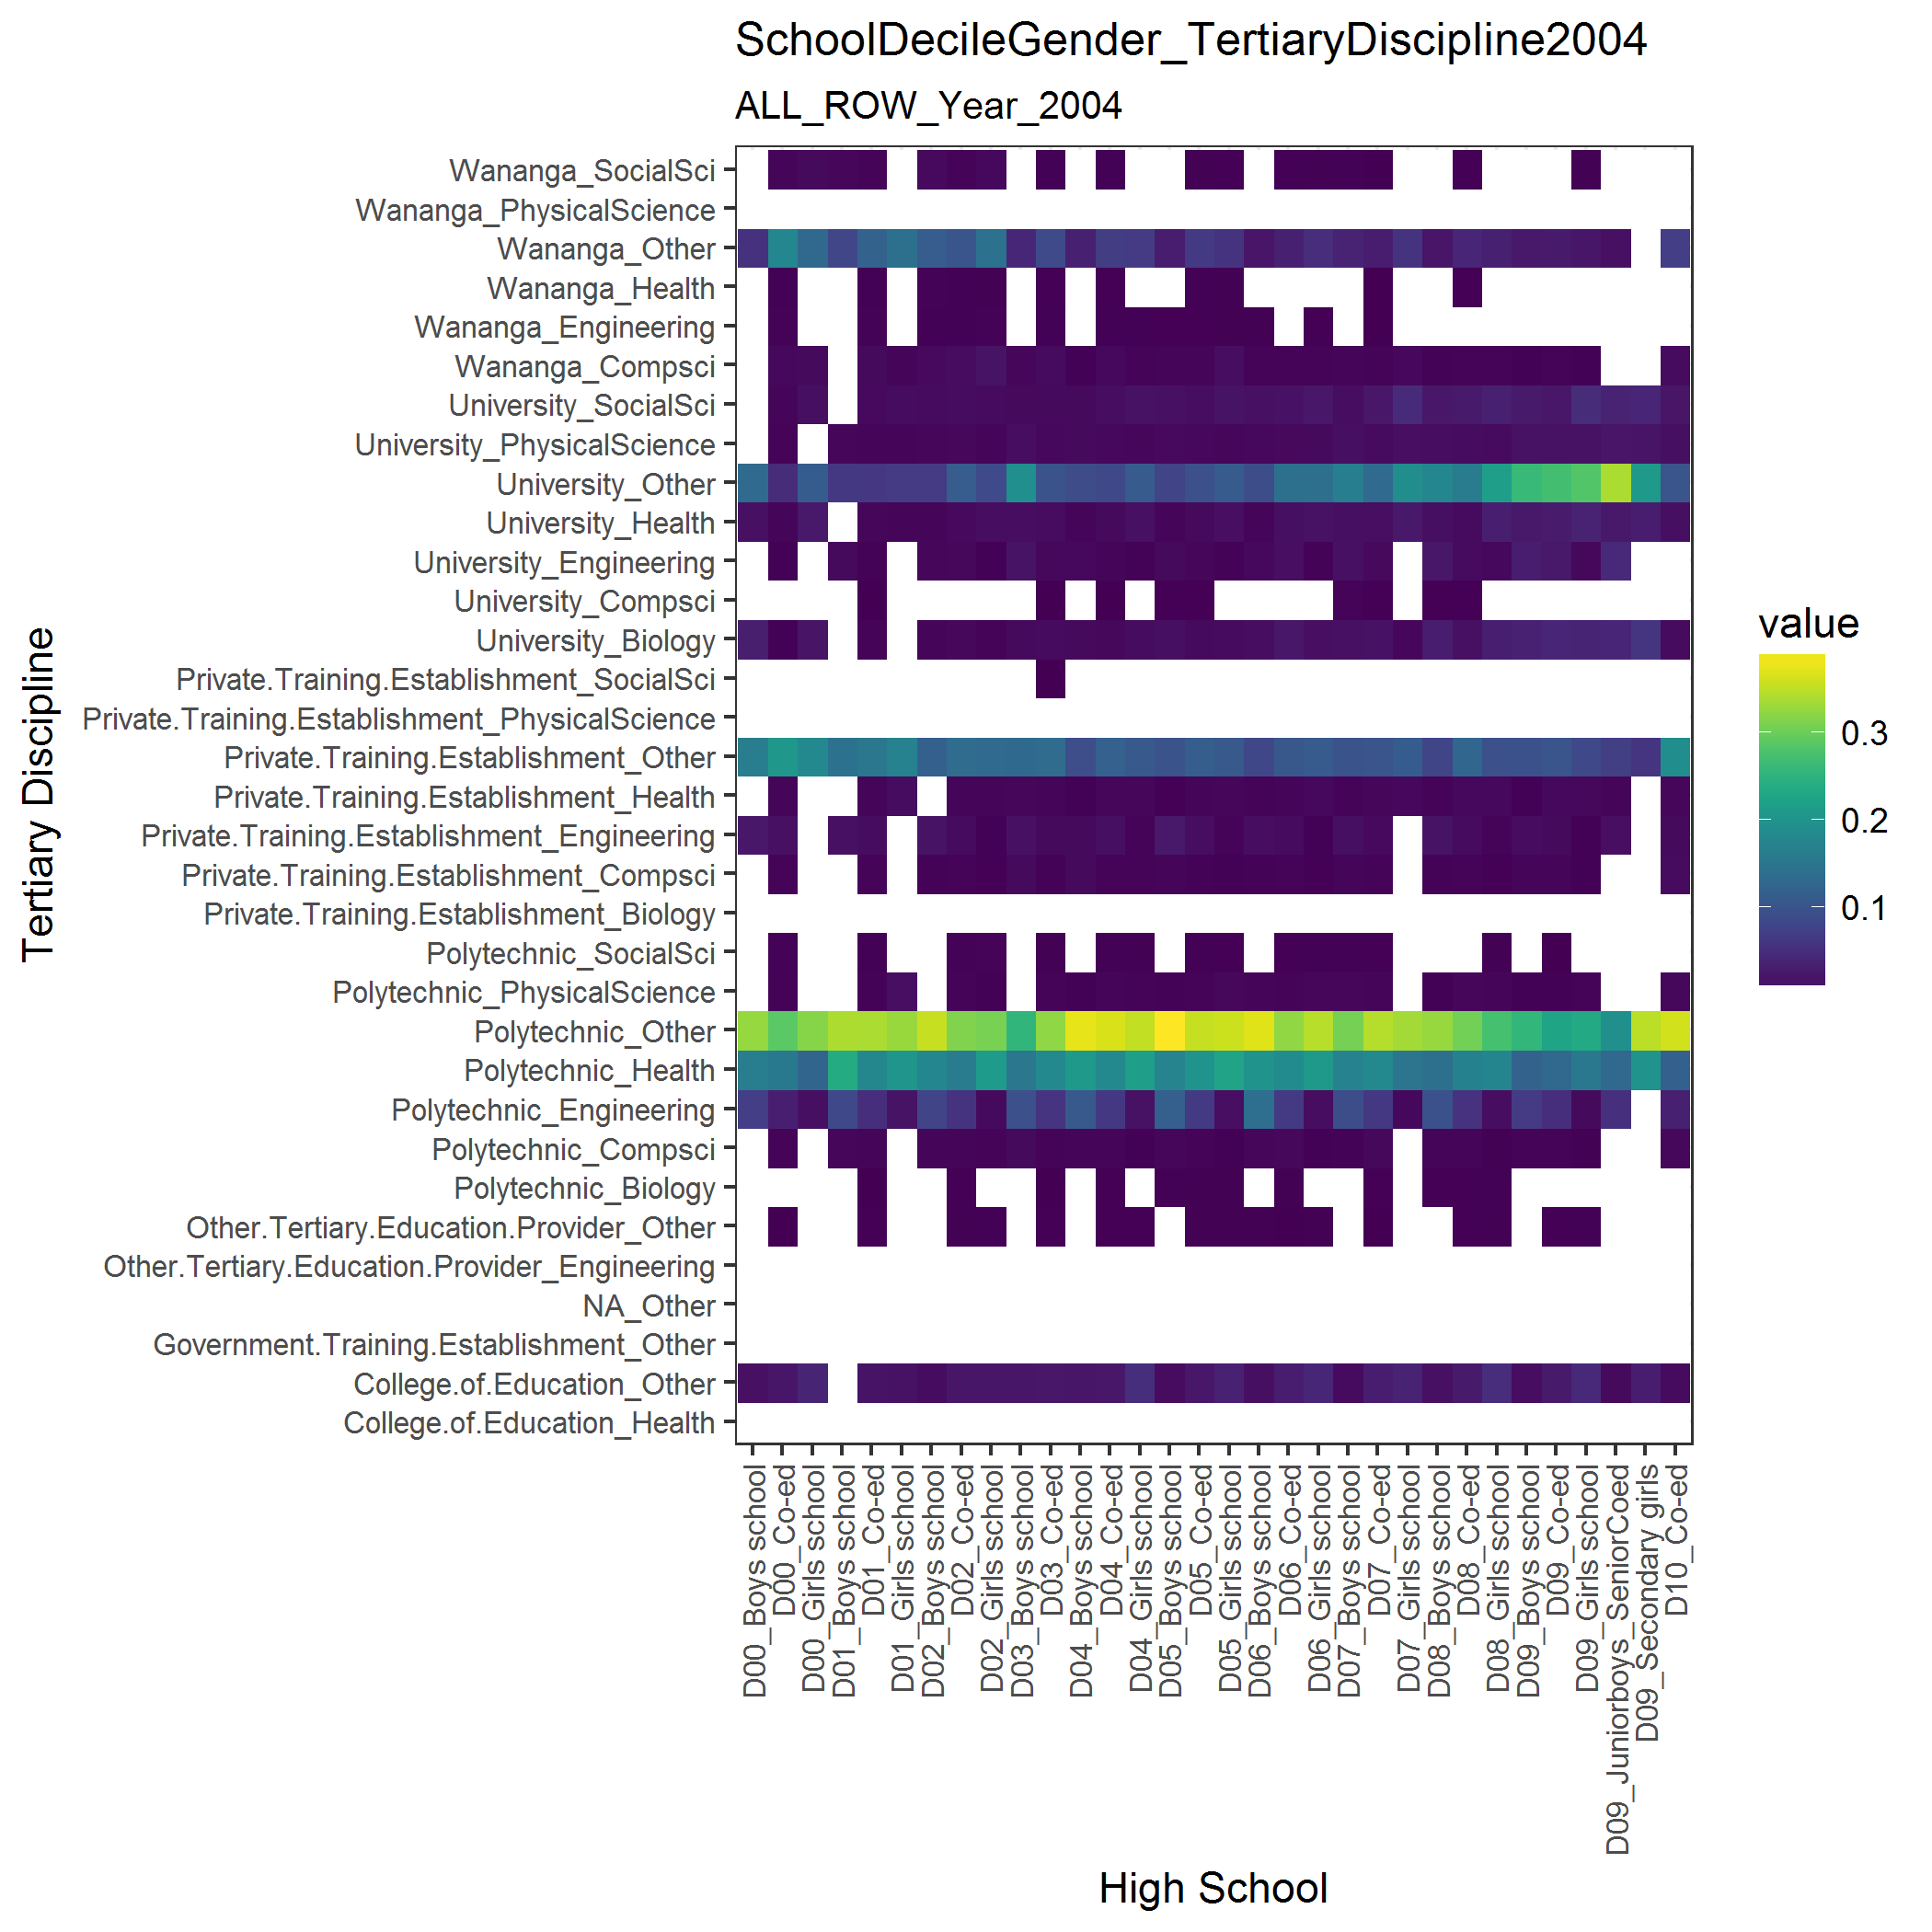 SchoolDecileGender_TertiaryDiscipline2004
ALL_ROW_Year_2004
Wananga_SocialSci
Wananga_PhysicalScience
Wananga_Other
Wananga_Health
Wananga_Engineering
Wananga_Compsci
University_SocialSci
University_PhysicalScience
University_Other
University_Health
University_Engineering
University_Compsci
University_Biology
Private.Training.Establishment_SocialSci
Private.Training.Establishment_PhysicalScience
Private.Training.Establishment_Other
Private.Training.Establishment_Health
Private.Training.Establishment_Engineering
Private.Training.Establishment_Compsci
Private.Training.Establishment_Biology
Polytechnic_SocialSci
Polytechnic_PhysicalScience
Polytechnic_Other
Polytechnic_Health
Polytechnic_Engineering
Polytechnic_Compsci
Polytechnic_Biology
Other.Tertiary.Education.Provider_Other
Other.Tertiary.Education.Provider_Engineering
NA_Other
Government.Training.Establishment_Other
College.of.Education_Other
College.of.Education_Health
Tertiary Discipline
D00_Boys school
D00_Co-ed
D00_Girls school
D01_Boys school
D01_Co-ed
D01_Girls school
D02_Boys school
D02_Co-ed
D02_Girls school
D03_Boys school
D03_Co-ed
D04_Boys school
D04_Co-ed
D04_Girls school
D05_Boys school
D05_Co-ed
D05_Girls school
D06_Boys school
D06_Co-ed
D06_Girls school
D07_Boys school
D07_Co-ed
D07_Girls school
D08_Boys school
D08_Co-ed
D08_Girls school
D09_Boys school
D09_Co-ed
D09_Girls school
D09_Juniorboys_SeniorCoed
D09_Secondary girls
D10_Co-ed
High School
value
0.3
0.2
0.1